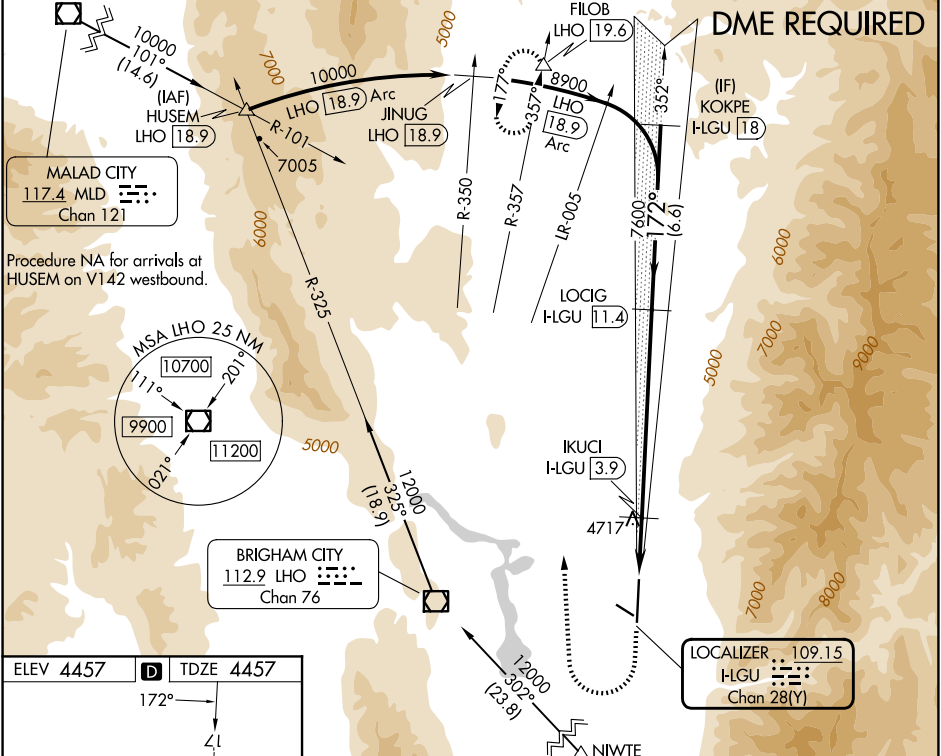 DME REQUIRED
FILOB
LHO 19.6
5000
10000
101°
(14.6)
7000
10000
LHO 18.9 Arc
(IAF)
HUSEM
LHO 18.9
JINUG
LHO 18.9
177°
357°
8900
LHO
18.9
Arc
352°
(IF)
KOKPE
I-LGU 18
R-101
7005
MALAD CITY
117.4 MLD
Chan 121
R-350
R-357
LR-005
7600
172°
(6.6)
6000
6000
Procedure NA for arrivals at
HUSEM on V142 westbound.
R-325
LOCIG
I-LGU 11.4
7000
9000
5000
MSA LHO 25 NM
10700
111°
201°
9900
11200
021°
5000
12000
325°
(18.9)
IKUCI
I-LGU 3.9
4717
BRIGHAM CITY
112.9 LHO
Chan 76
7000
8000
LOCALIZER 109.15
I-LGU
Chan 28(Y)
12000
302°
(23.8)
NIWTE
ELEV 4457 D TDZE 4457
172°
17